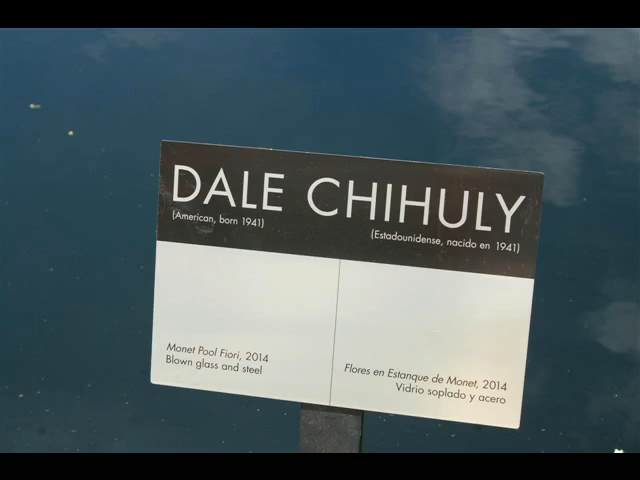 DALE CHIHULY
(American, born 1941)
(Estadounidense, nacido en 1941)
Monet Pool Fiori, 2014
Blown glass and steel
Flores en Estanque de Monet, 2014
Vidrio soplado y acero